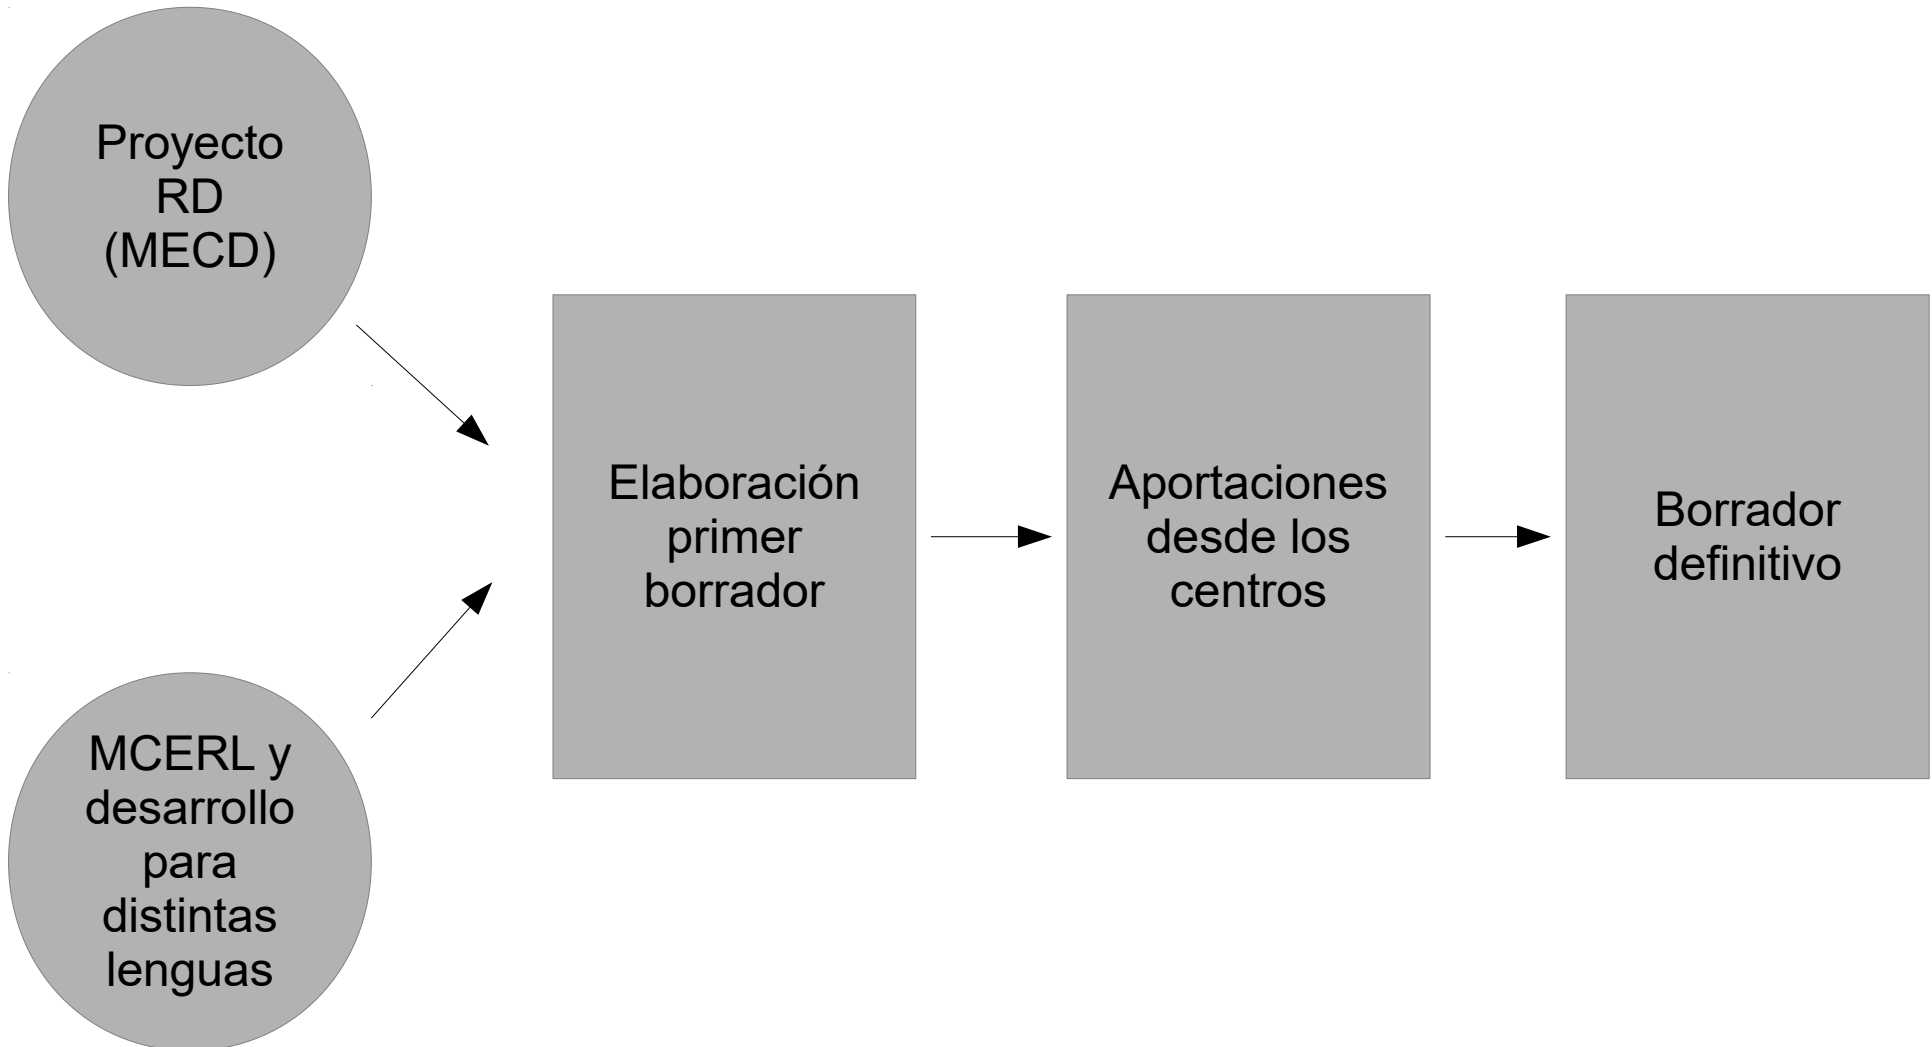 Proyecto
RD
(MECD)
MCERL y
desarrollo
para
distintas
lenguas
Elaboración
primer
borrador
Aportaciones
desde los
centros
Borrador
definitivo